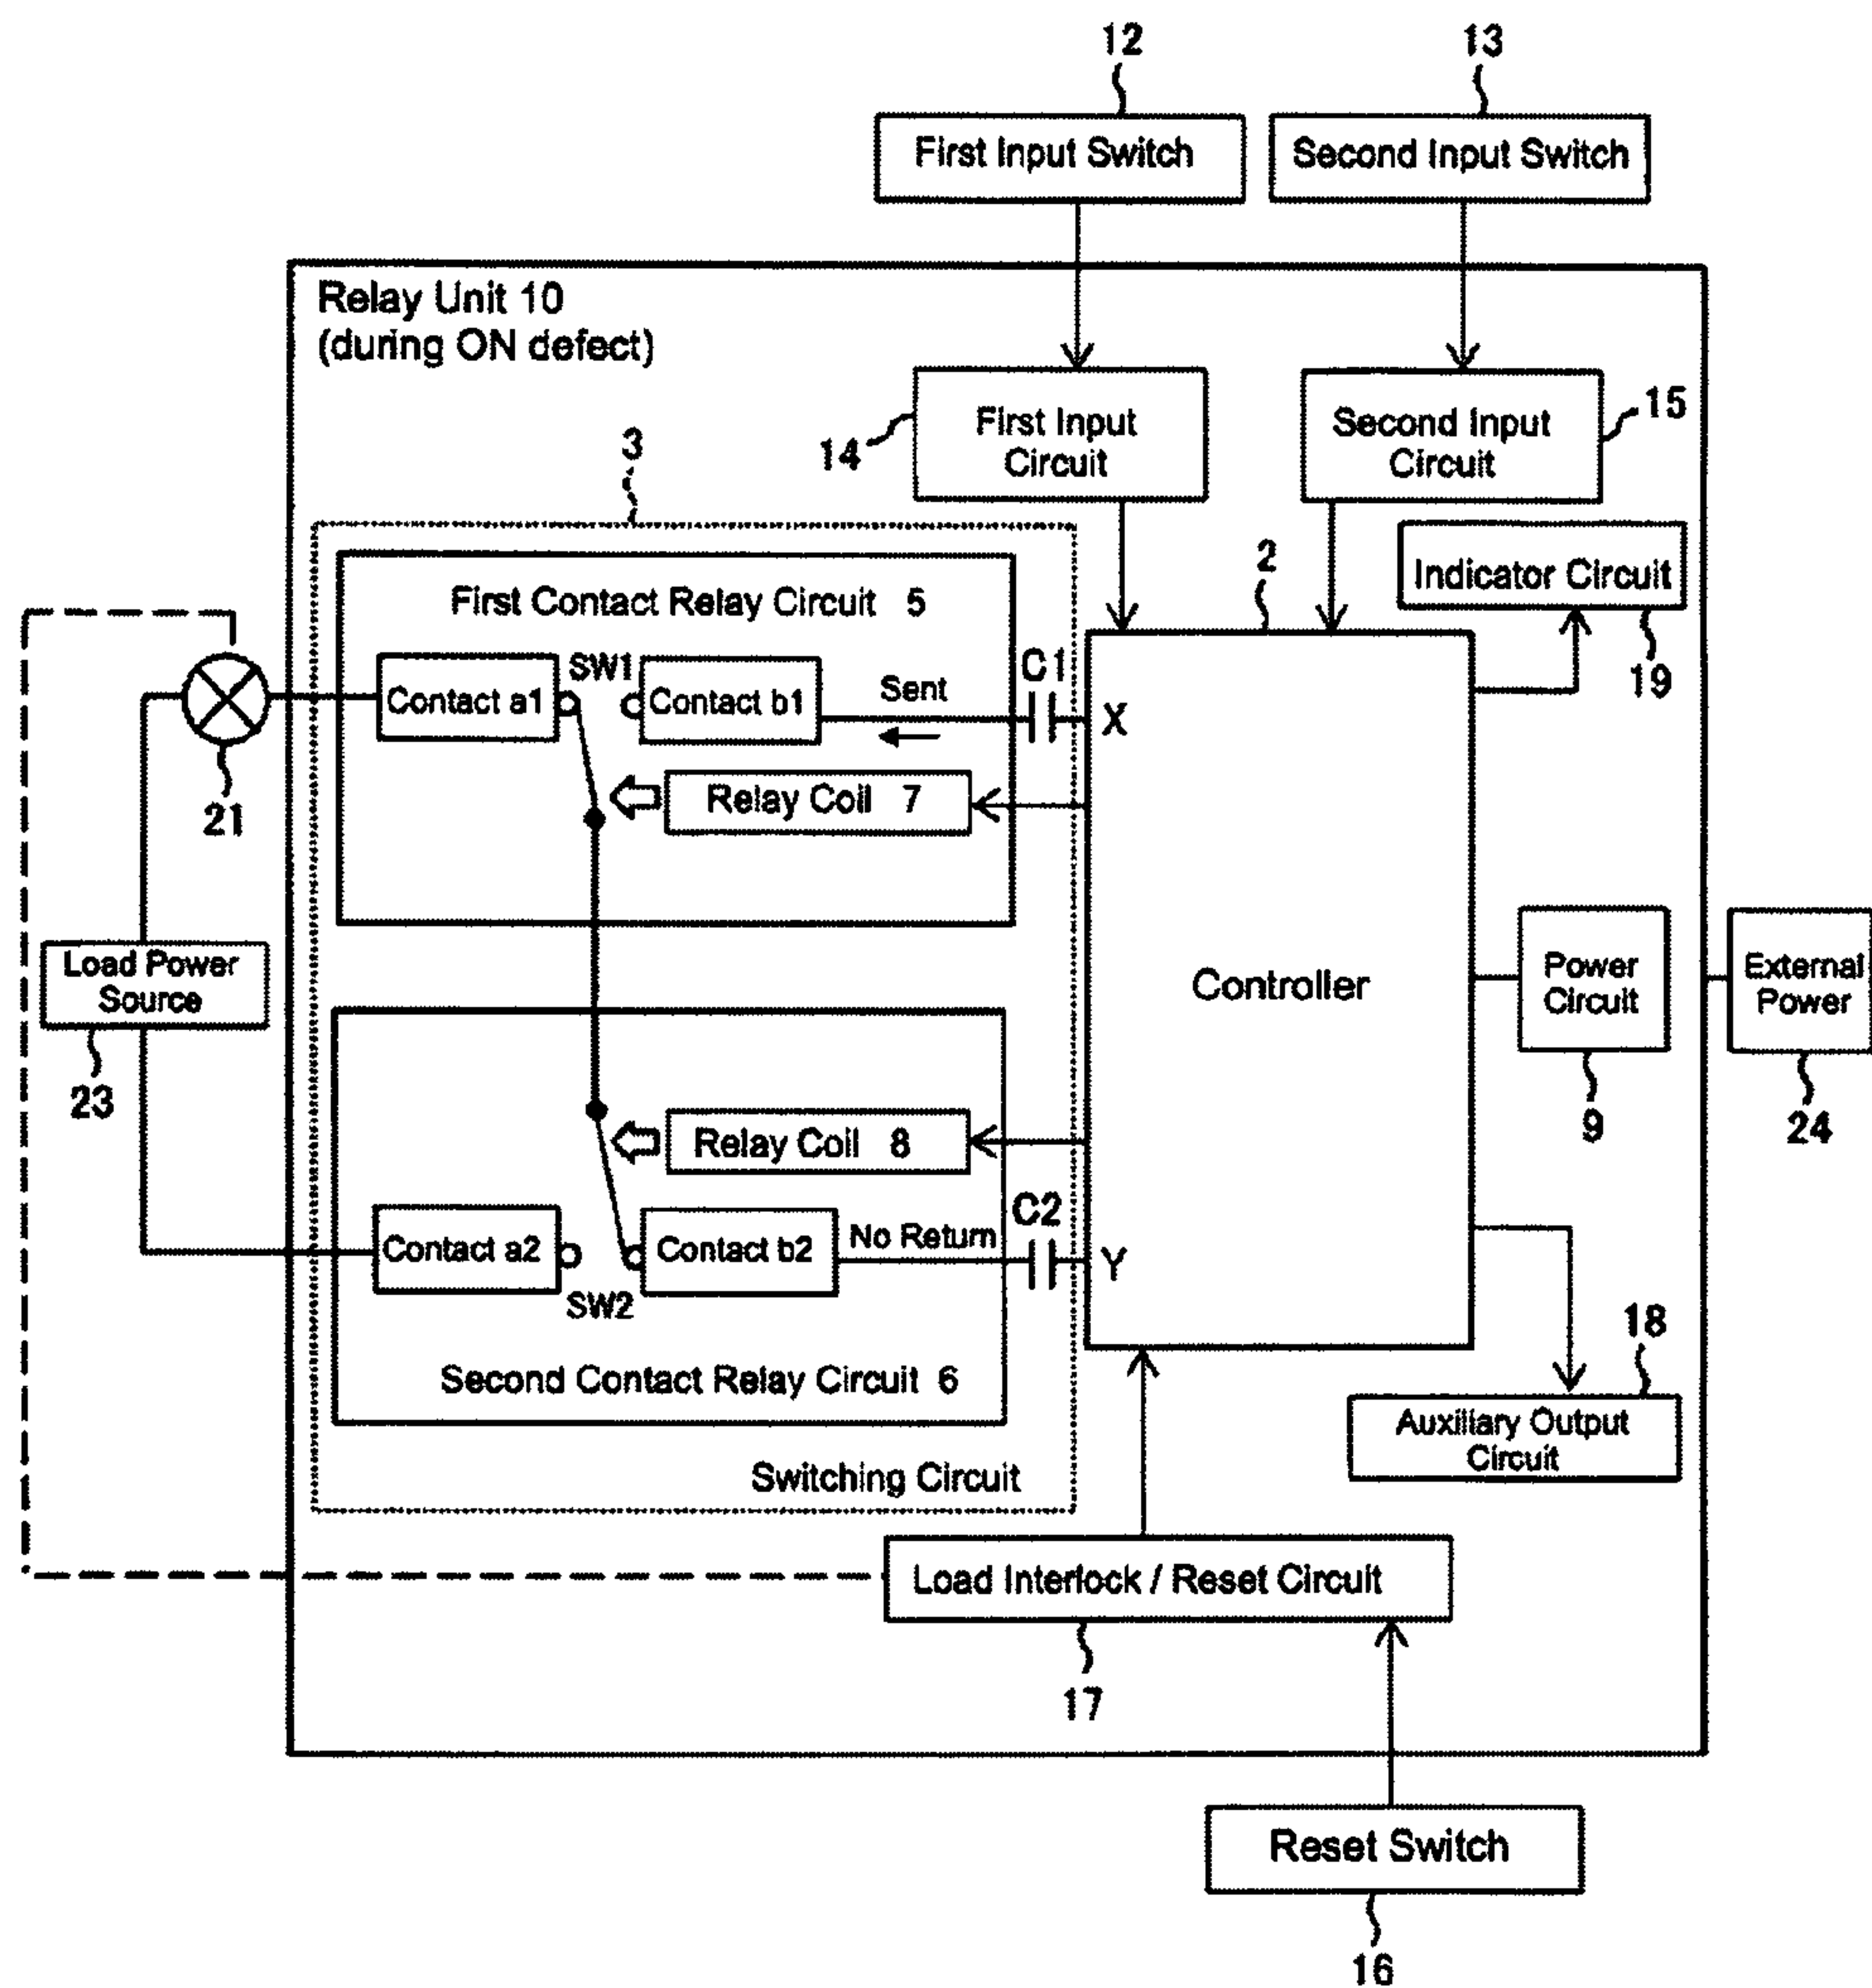 12
13
First Input Switch
Second Input Switch
Relay Unit 10
(during ON defect)
14
First Input
Circuit
Second Input
Circuit
15
3
2
Indicator Circuit
19
First Contact Relay Circuit 5
Contact a1
SW1
Contact b1
Sent
C1
X
Relay Coil 7
21
Load Power
Source
23
Controller
Power
Circuit
9
External
Power
24
Relay Coil 8
Contact a2
SW2
Contact b2
No Return
C2
Y
Second Contact Relay Circuit 6
Switching Circuit
18
Auxiliary Output
Circuit
Load Interlock / Reset Circuit
17
Reset Switch
16